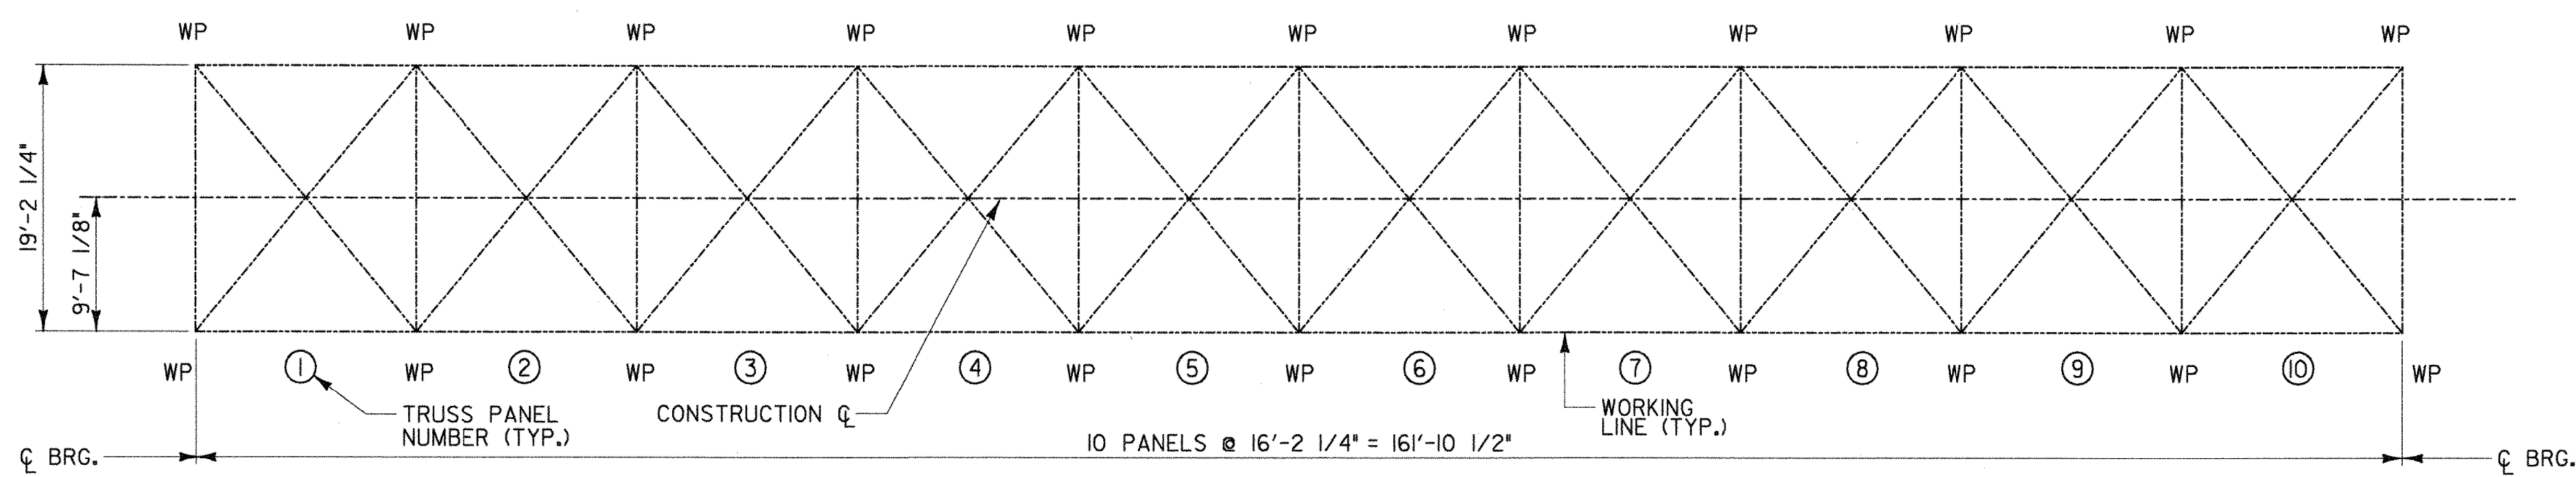 WP WP WP WP WP WP WP WP WP WP WP
19'-2 1/4"
9'-7 1/8"
WP ① WP ② WP ③ WP ④ WP ⑤ WP ⑥ WP ⑦ WP ⑧ WP ⑨ WP ⑩ WP
TRUSS PANEL
NUMBER (TYP.)
CONSTRUCTION ℄
WORKING
LINE (TYP.)
10 PANELS @ 16'-2 1/4" = 161'-10 1/2"
℄ BRG.
℄ BRG.